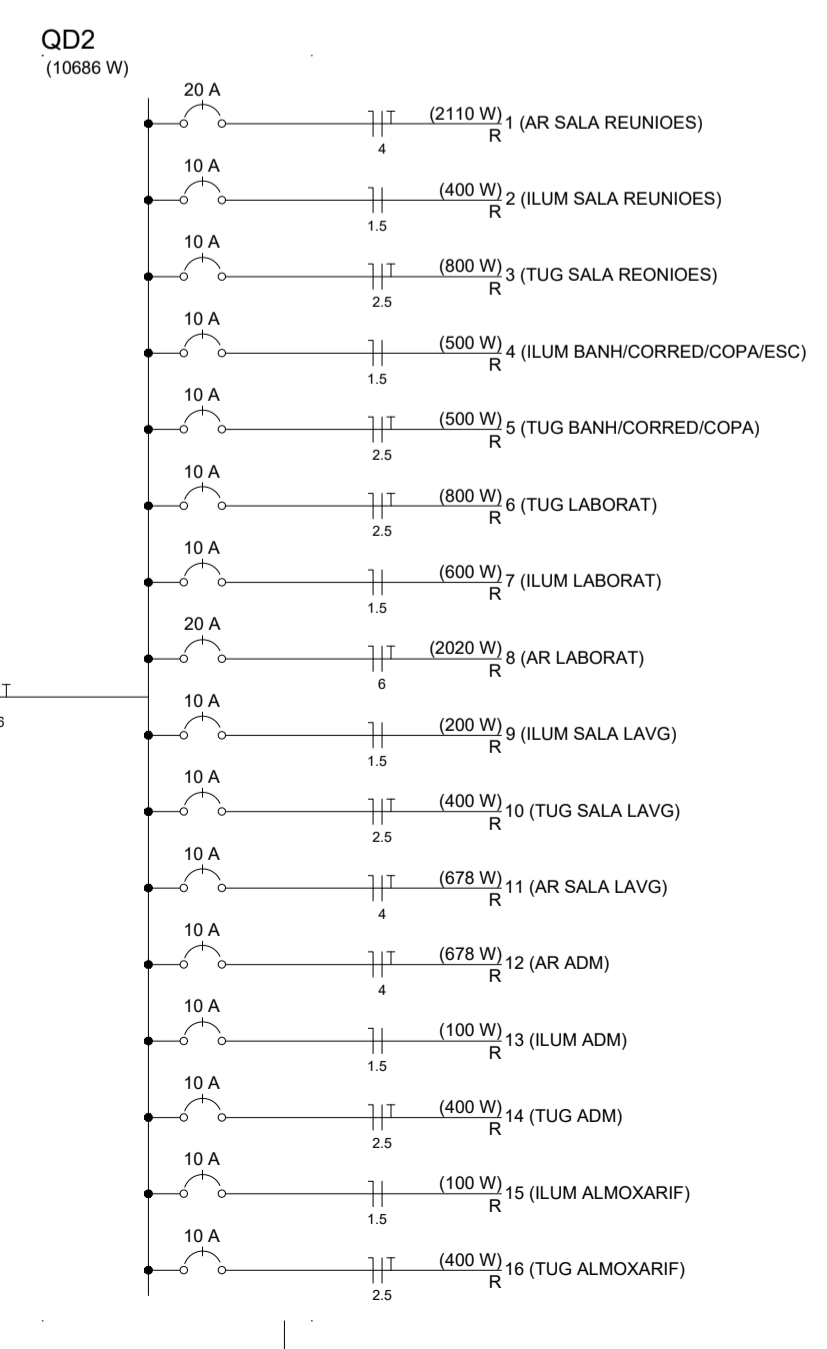 QD2
(10686 W)
20 A
(2110 W) 1 (AR SALA REUNIOES)
4 R
10 A
(400 W) 2 (ILUM SALA REUNIOES)
1.5 R
10 A
(800 W) 3 (TUG SALA REONIOES)
2.5 R
10 A
(500 W) 4 (ILUM BANH/CORRED/COPA/ESC)
1.5 R
10 A
(500 W) 5 (TUG BANH/CORRED/COPA)
2.5 R
10 A
(800 W) 6 (TUG LABORAT)
2.5 R
10 A
(600 W) 7 (ILUM LABORAT)
1.5 R
20 A
(2020 W) 8 (AR LABORAT)
6 R
10 A
(200 W) 9 (ILUM SALA LAVG)
1.5 R
10 A
(400 W) 10 (TUG SALA LAVG)
2.5 R
10 A
(678 W) 11 (AR SALA LAVG)
4 R
10 A
(678 W) 12 (AR ADM)
4 R
10 A
(100 W) 13 (ILUM ADM)
1.5 R
10 A
(400 W) 14 (TUG ADM)
2.5 R
10 A
(100 W) 15 (ILUM ALMOXARIF)
1.5 R
10 A
(400 W) 16 (TUG ALMOXARIF)
2.5 R